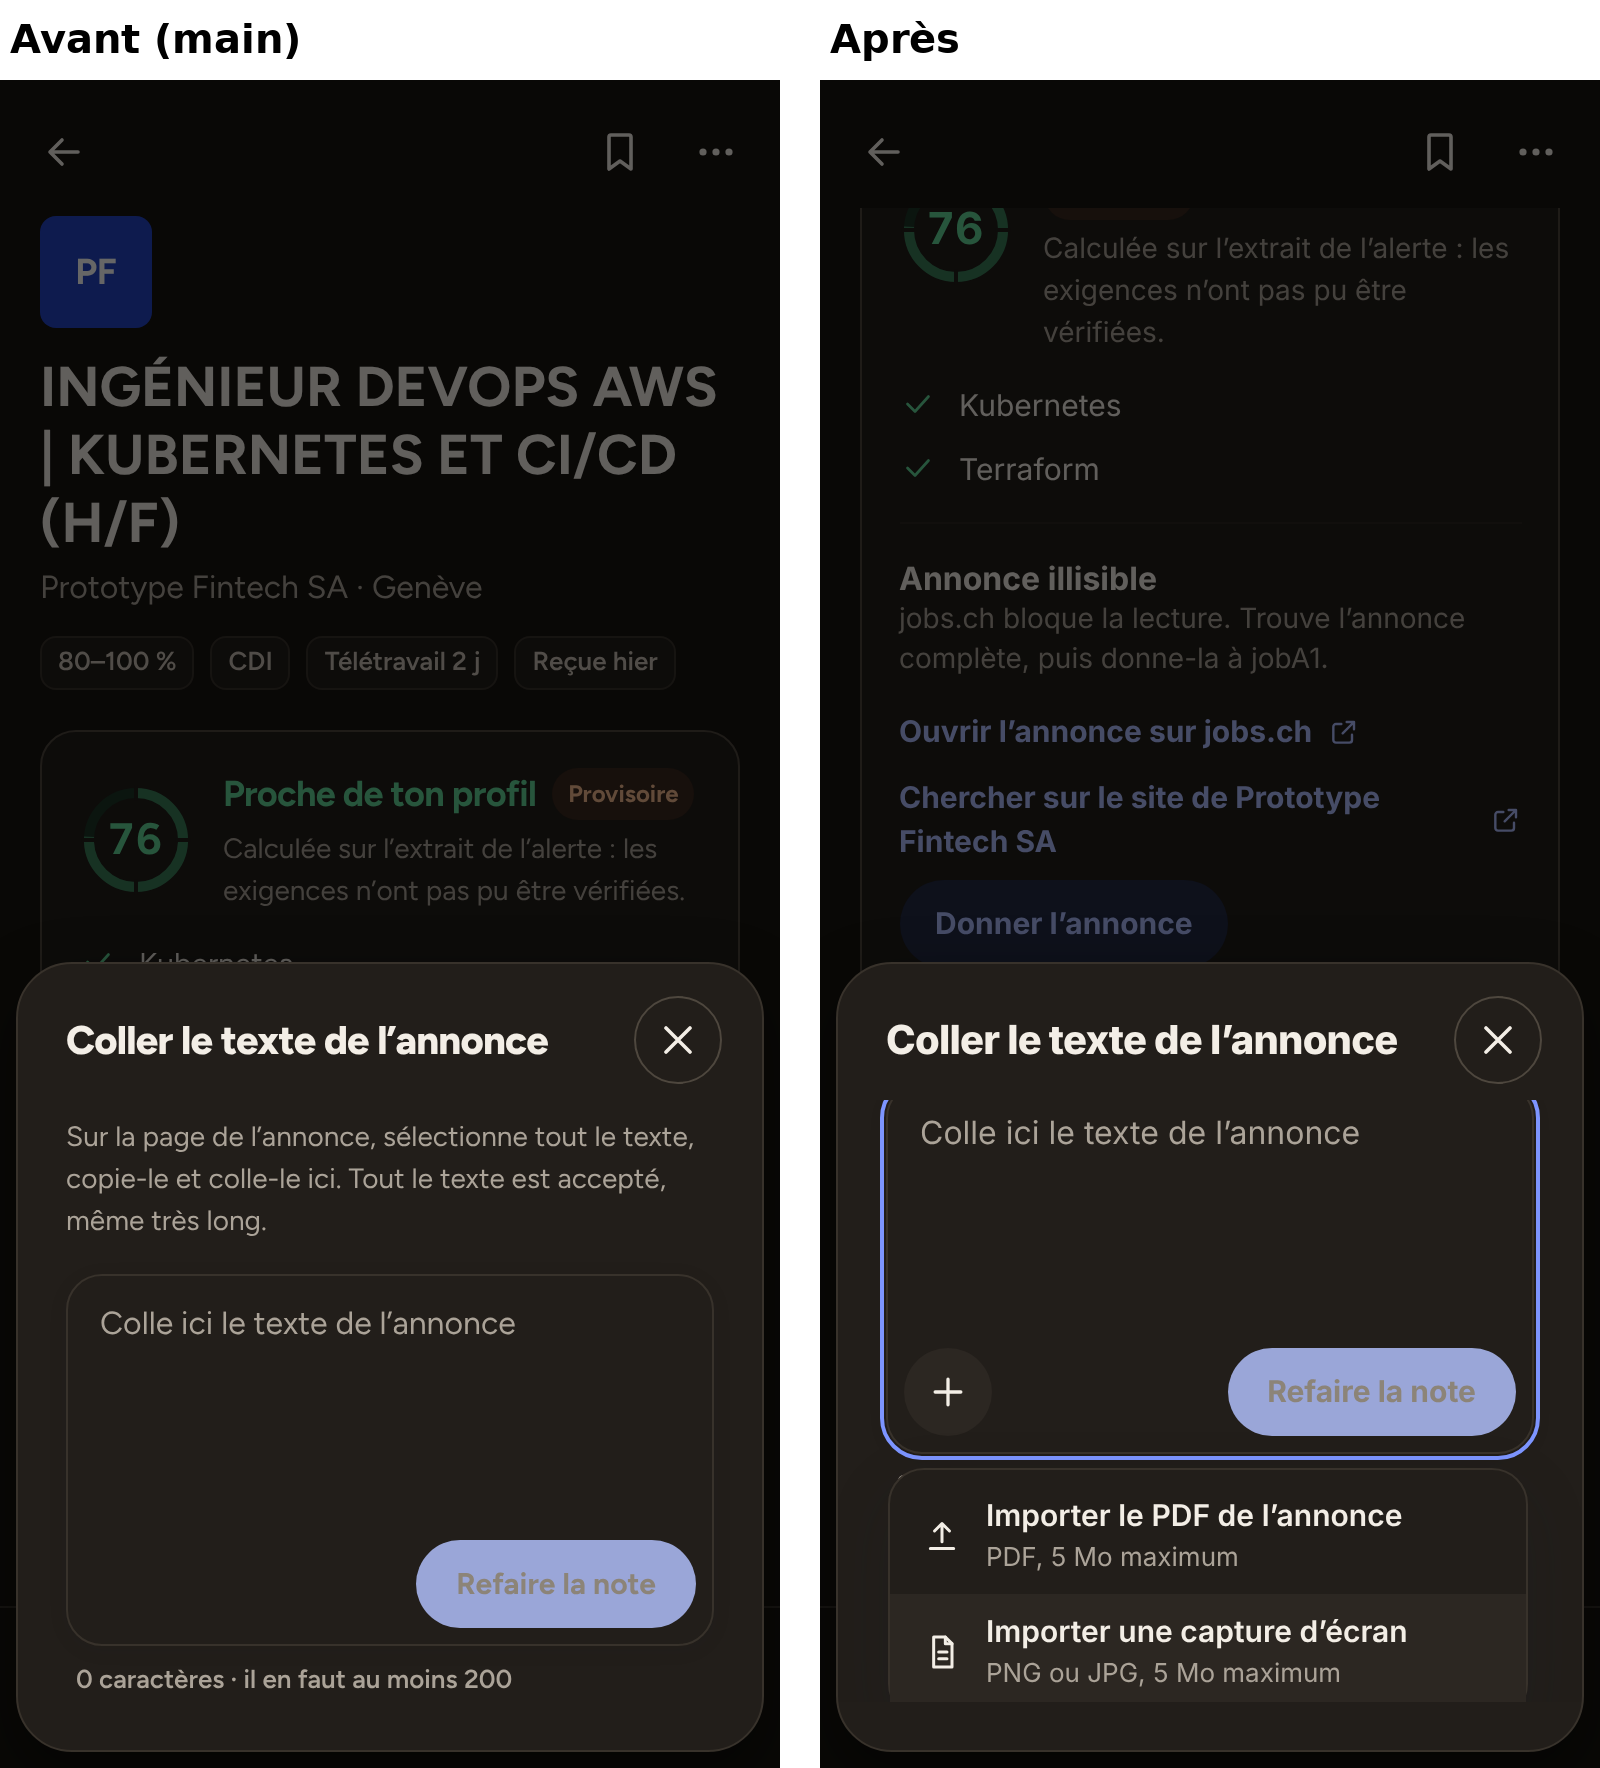 Avant (main)
PF
INGÉNIEUR DEVOPS AWS
| KUBERNETES ET CI/CD
(H/F)
Prototype Fintech SA · Genève
80–100 %
CDI
Télétravail 2 j
Reçue hier
76
Proche de ton profil
Provisoire
Calculée sur l’extrait de l’alerte : les
exigences n’ont pas pu être vérifiées.
Kubernetes
Coller le texte de l’annonce
Sur la page de l’annonce, sélectionne tout le texte,
copie-le et colle-le ici. Tout le texte est accepté,
même très long.
Colle ici le texte de l’annonce
Refaire la note
0 caractères · il en faut au moins 200
Après
76
Calculée sur l’extrait de l’alerte : les
exigences n’ont pas pu être
vérifiées.
Kubernetes
Terraform
Annonce illisible
jobs.ch bloque la lecture. Trouve l’annonce
complète, puis donne-la à jobA1.
Ouvrir l’annonce sur jobs.ch
Chercher sur le site de Prototype
Fintech SA
Donner l’annonce
Coller le texte de l’annonce
Colle ici le texte de l’annonce
Refaire la note
Importer le PDF de l’annonce
PDF, 5 Mo maximum
Importer une capture d’écran
PNG ou JPG, 5 Mo maximum